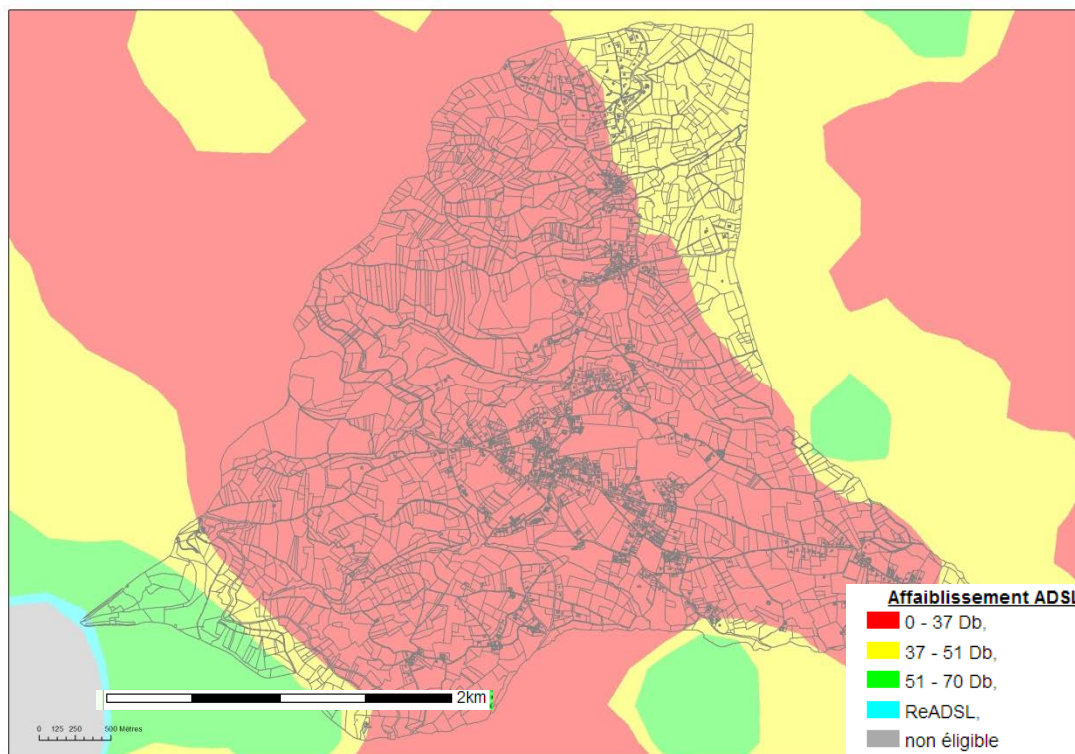 Affaiblissement ADSL
0 - 37 Db,
37 - 51 Db,
51 - 70 Db,
ReADSL,
non éligible
2km
0 125 250 500 Mètres